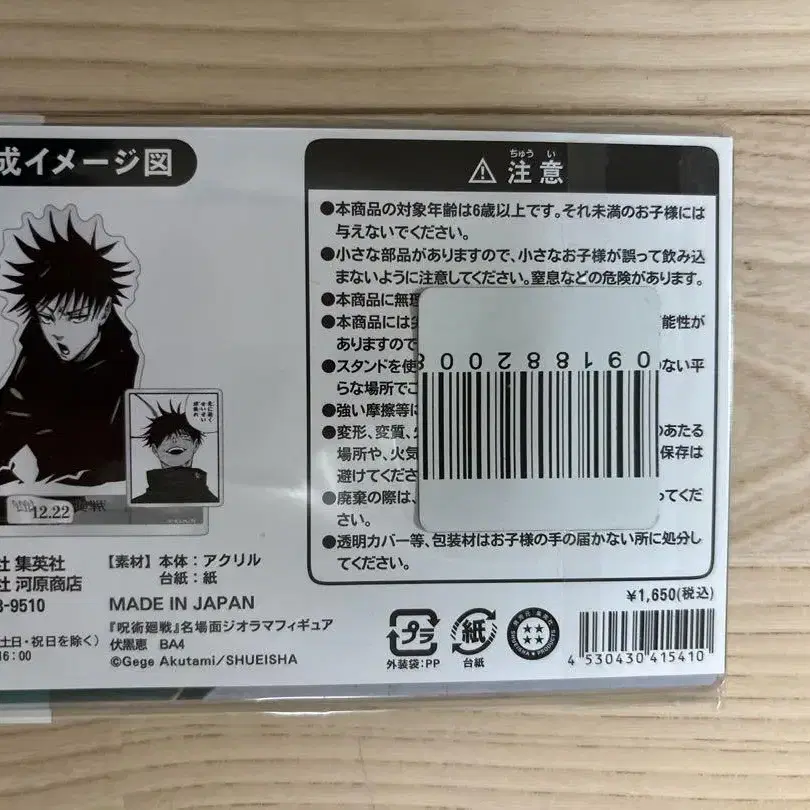 成イメージ図
12.22
社 集英社
社 河原商店
3-9510
土日・祝日を除く)
16:00
【素材】本体:アクリル
台紙:紙
MADE IN JAPAN
『呪術廻戦』名場面ジオラマフィギュア
伏黒恵 BA4
©Gege Akutami/SHUEISHA
ちゅう い
注意
●本商品の対象年齢は6歳以上です。それ未満のお子様には
与えないでください。
●小さな部品がありますので、小さなお子様が誤って飲み込
まないように注意してください。窒息などの危険があります。
●本商品に無理
●本商品には尖 能性が
ありますので
●スタンドを使 ない平
らな場所でご
●強い摩擦等に
●変形、変質、 のあたる
場所や、火気 保存は
避けてくださ
●廃棄の際は、 ってくだ
さい。
●透明カバー等、包装材はお子様の手の届かない所に処分し
てください。
091882008
¥1,650(税込)
プラ
外装袋:PP
紙
台紙
SHUEISHA PRODUCTS
4 530430 415410